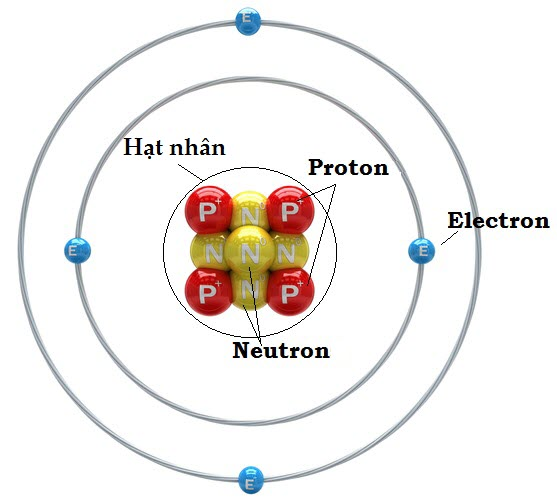 E
Hạt nhân
Proton
P+ N P+
Electron
E N N N E
P+ N P+
Neutron
E